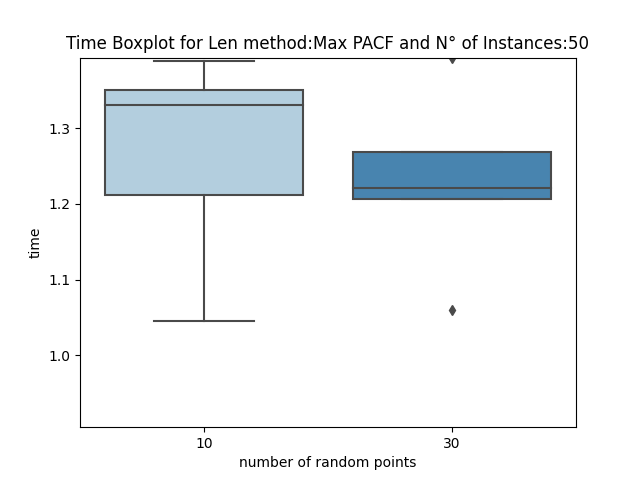 Time Boxplot for Len method:Max PACF and N° of Instances:50
1.3
1.2
1.1
1.0
time
10 30
number of random points